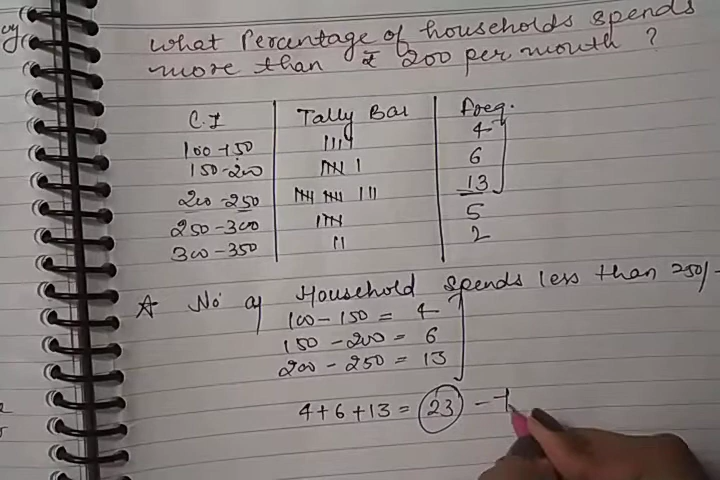 What Percentage of households spends
more than ₹ 200 per month ?
C.I Tally Bar Freq.
100-150 |||| 4
150-200 𝍸 | 6
200-250 𝍸 𝍸 ||| 13
250-300 𝍸 5
300-350 || 2
No of Household spends less than 250/-
100-150 = 4
150-200 = 6
200-250 = 13
4+6+13 = 23 -